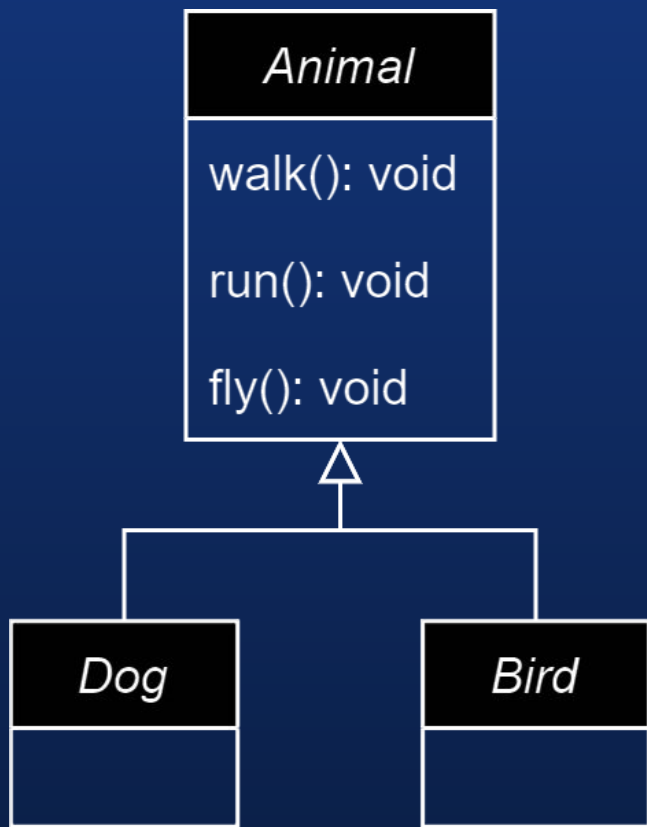 Animal
walk(): void
run(): void
fly(): void
Dog
Bird